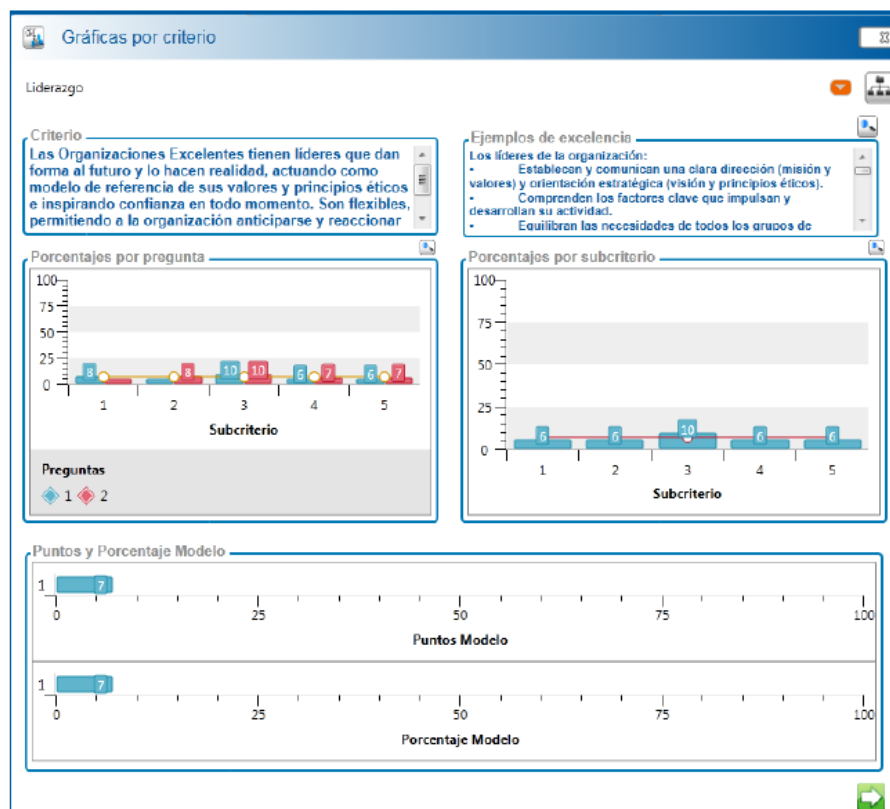 Gráficas por criterio
Liderazgo
Criterio
Las Organizaciones Excelentes tienen líderes que dan
forma al futuro y lo hacen realidad, actuando como
modelo de referencia de sus valores y principios éticos
e inspirando confianza en todo momento. Son flexibles,
permitiendo a la organización anticiparse y reaccionar
Ejemplos de excelencia
Los líderes de la organización:
• Establecen y comunican una clara dirección (misión y
valores) y orientación estratégica (visión y principios éticos).
• Comprenden los factores clave que impulsan y
desarrollan su actividad.
• Equilibran las necesidades de todos los grupos de
Porcentajes por pregunta
100
75
50
25
0
8 8 10 10 6 7 6 7
1 2 3 4 5
Subcriterio
Preguntas
1 2
Porcentajes por subcriterio
100
75
50
25
0
6 6 10 6 6
1 2 3 4 5
Subcriterio
Puntos y Porcentaje Modelo
1 7
0 25 50 75 100
Puntos Modelo
1 7
0 25 50 75 100
Porcentaje Modelo